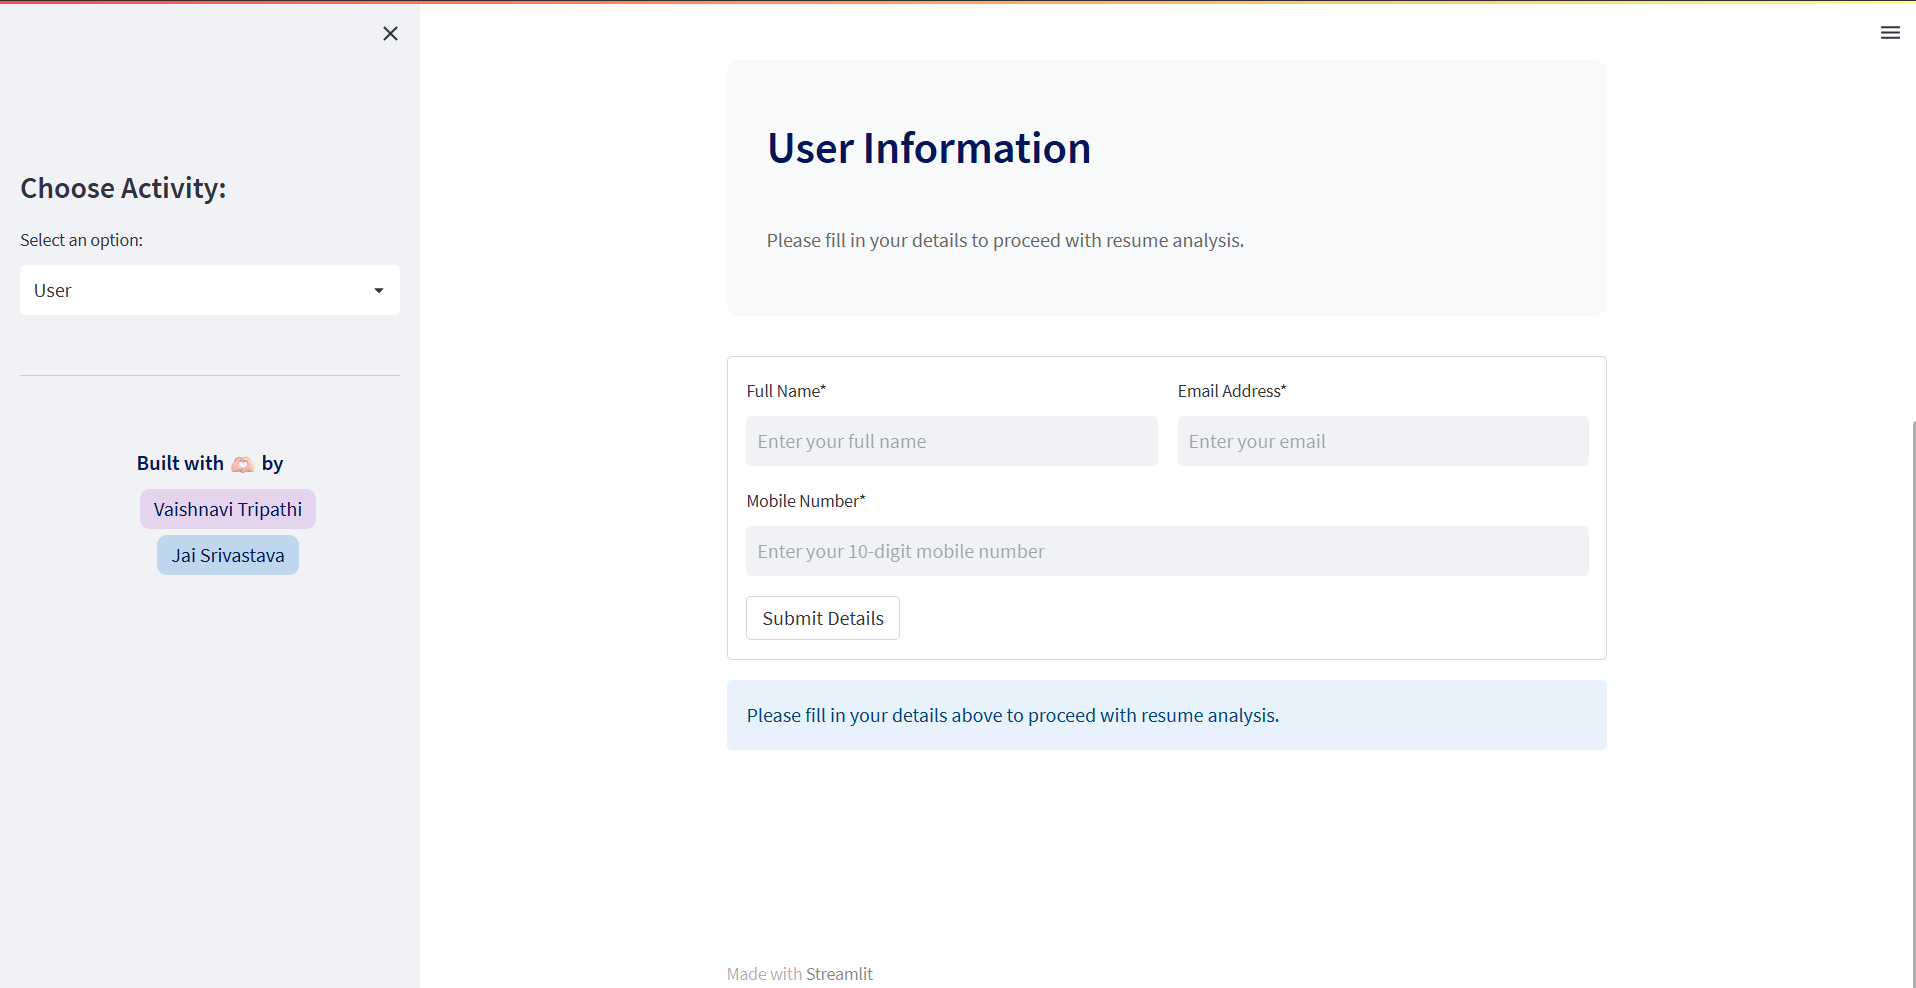 Choose Activity:
Select an option:
User
Built with 🫶🏻 by
Vaishnavi Tripathi
Jai Srivastava
User Information
Please fill in your details to proceed with resume analysis.
Full Name*
Email Address*
Enter your full name
Enter your email
Mobile Number*
Enter your 10-digit mobile number
Submit Details
Please fill in your details above to proceed with resume analysis.
Made with Streamlit